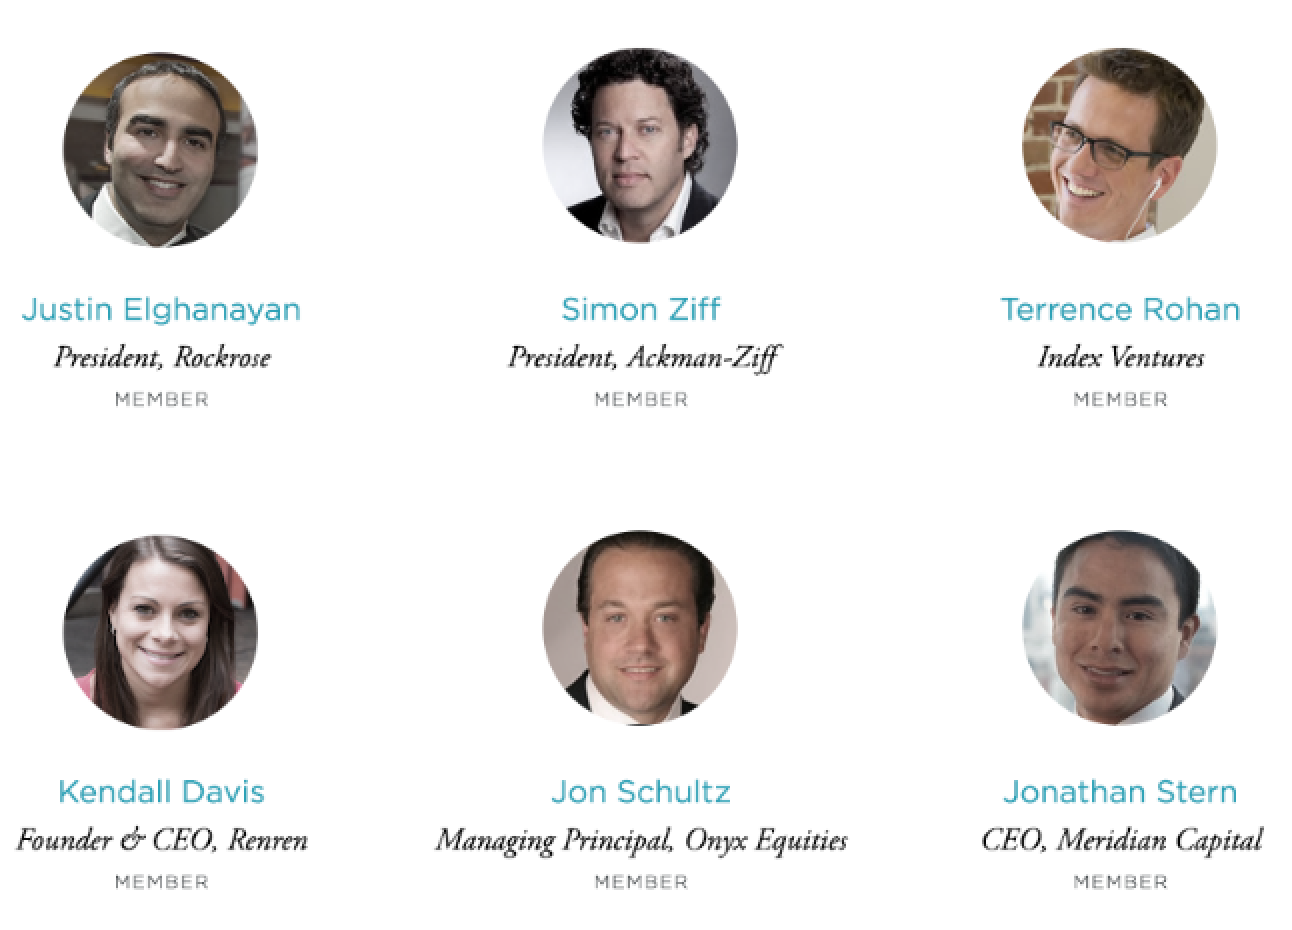 Justin Elghanayan
President, Rockrose
MEMBER
Simon Ziff
President, Ackman-Ziff
MEMBER
Terrence Rohan
Index Ventures
MEMBER
Kendall Davis
Founder & CEO, Renren
MEMBER
Jon Schultz
Managing Principal, Onyx Equities
MEMBER
Jonathan Stern
CEO, Meridian Capital
MEMBER